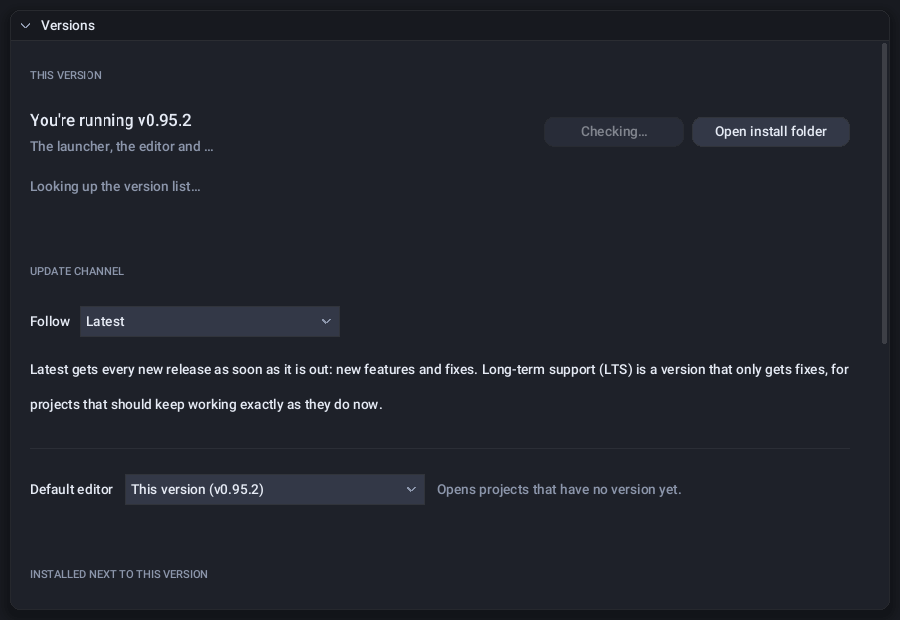 Versions
THIS VERSION
You're running v0.95.2
The launcher, the editor and ...
Checking...
Open install folder
Looking up the version list...
UPDATE CHANNEL
Follow
Latest
Latest gets every new release as soon as it is out: new features and fixes. Long-term support (LTS) is a version that only gets fixes, for
projects that should keep working exactly as they do now.
Default editor
This version (v0.95.2)
Opens projects that have no version yet.
INSTALLED NEXT TO THIS VERSION